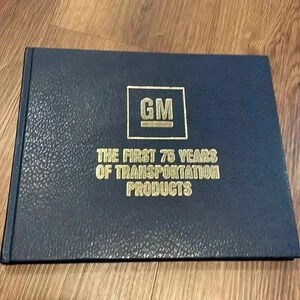 GM
THE FIRST 75 YEARS
OF TRANSPORTATION
PRODUCTS